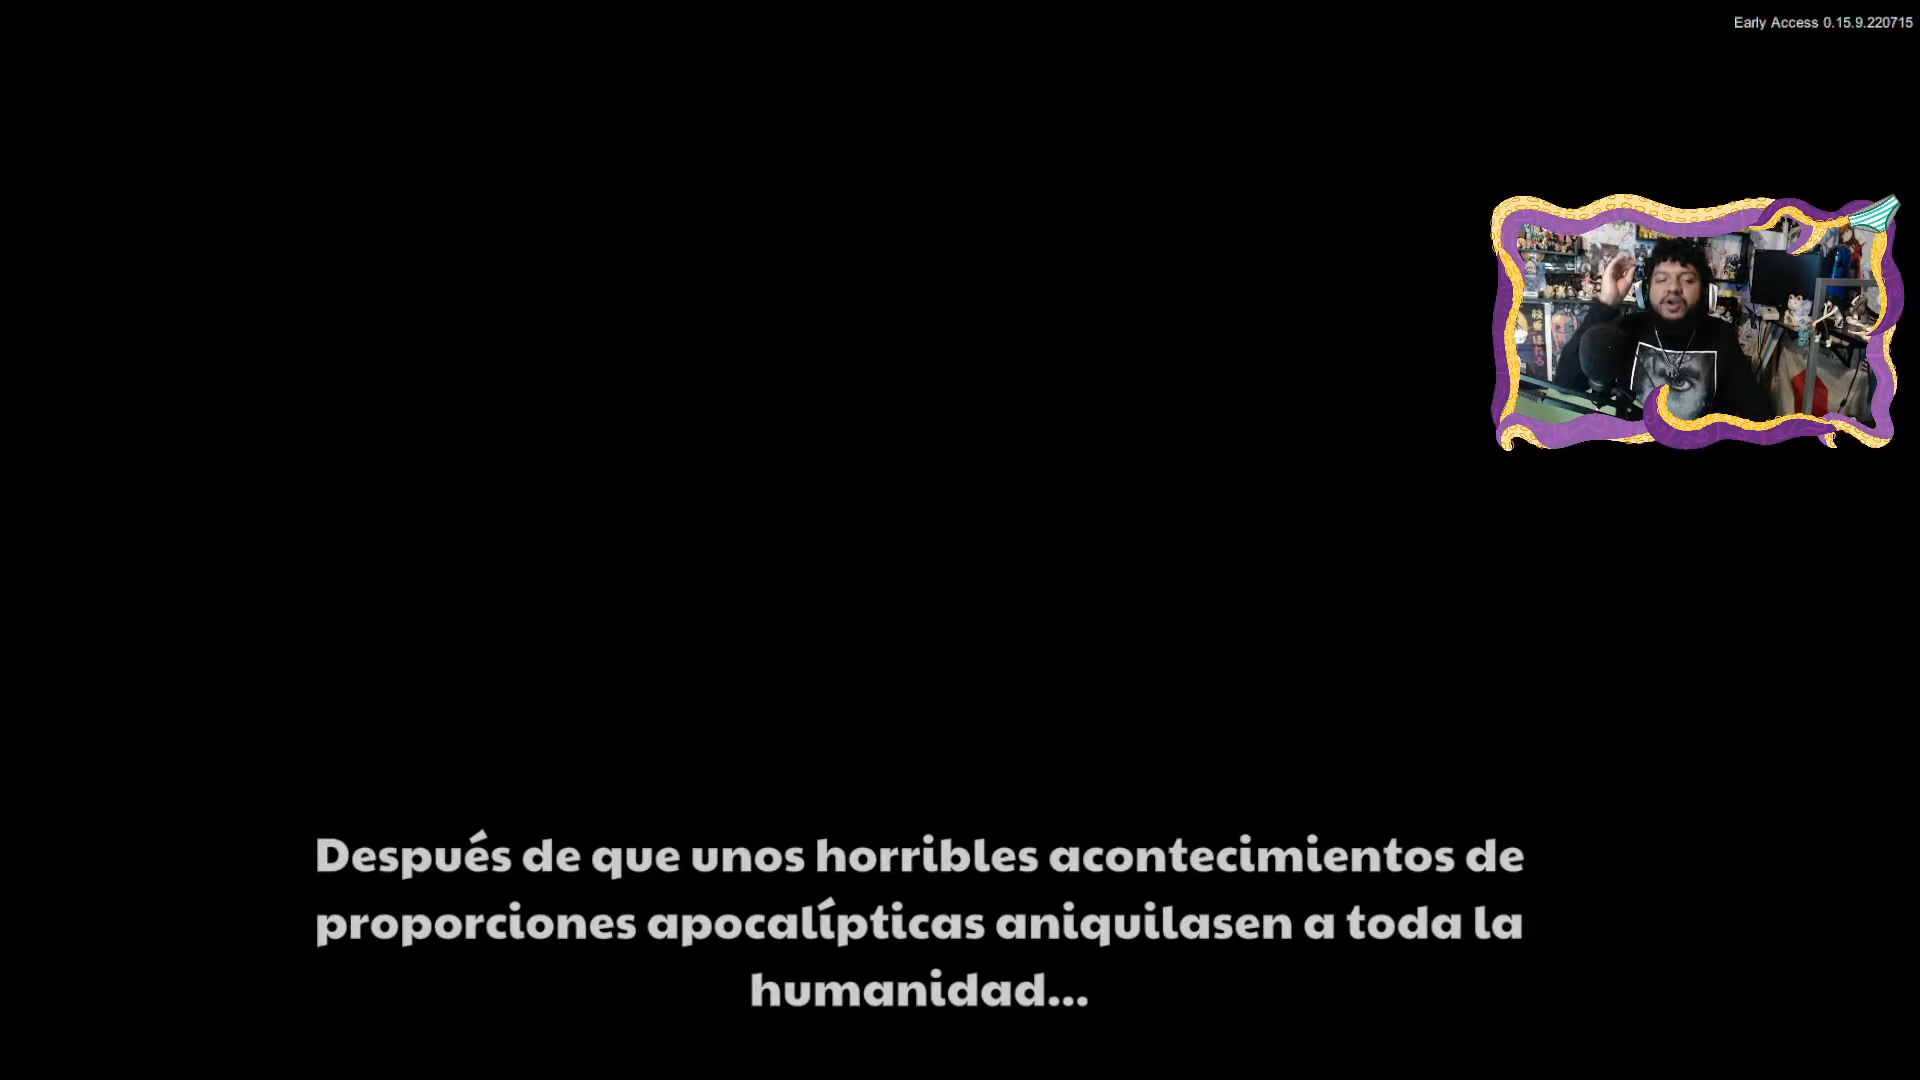 Early Access 0.15.9.220715
Después de que unos horribles acontecimientos de
proporciones apocalípticas aniquilasen a toda la
humanidad...